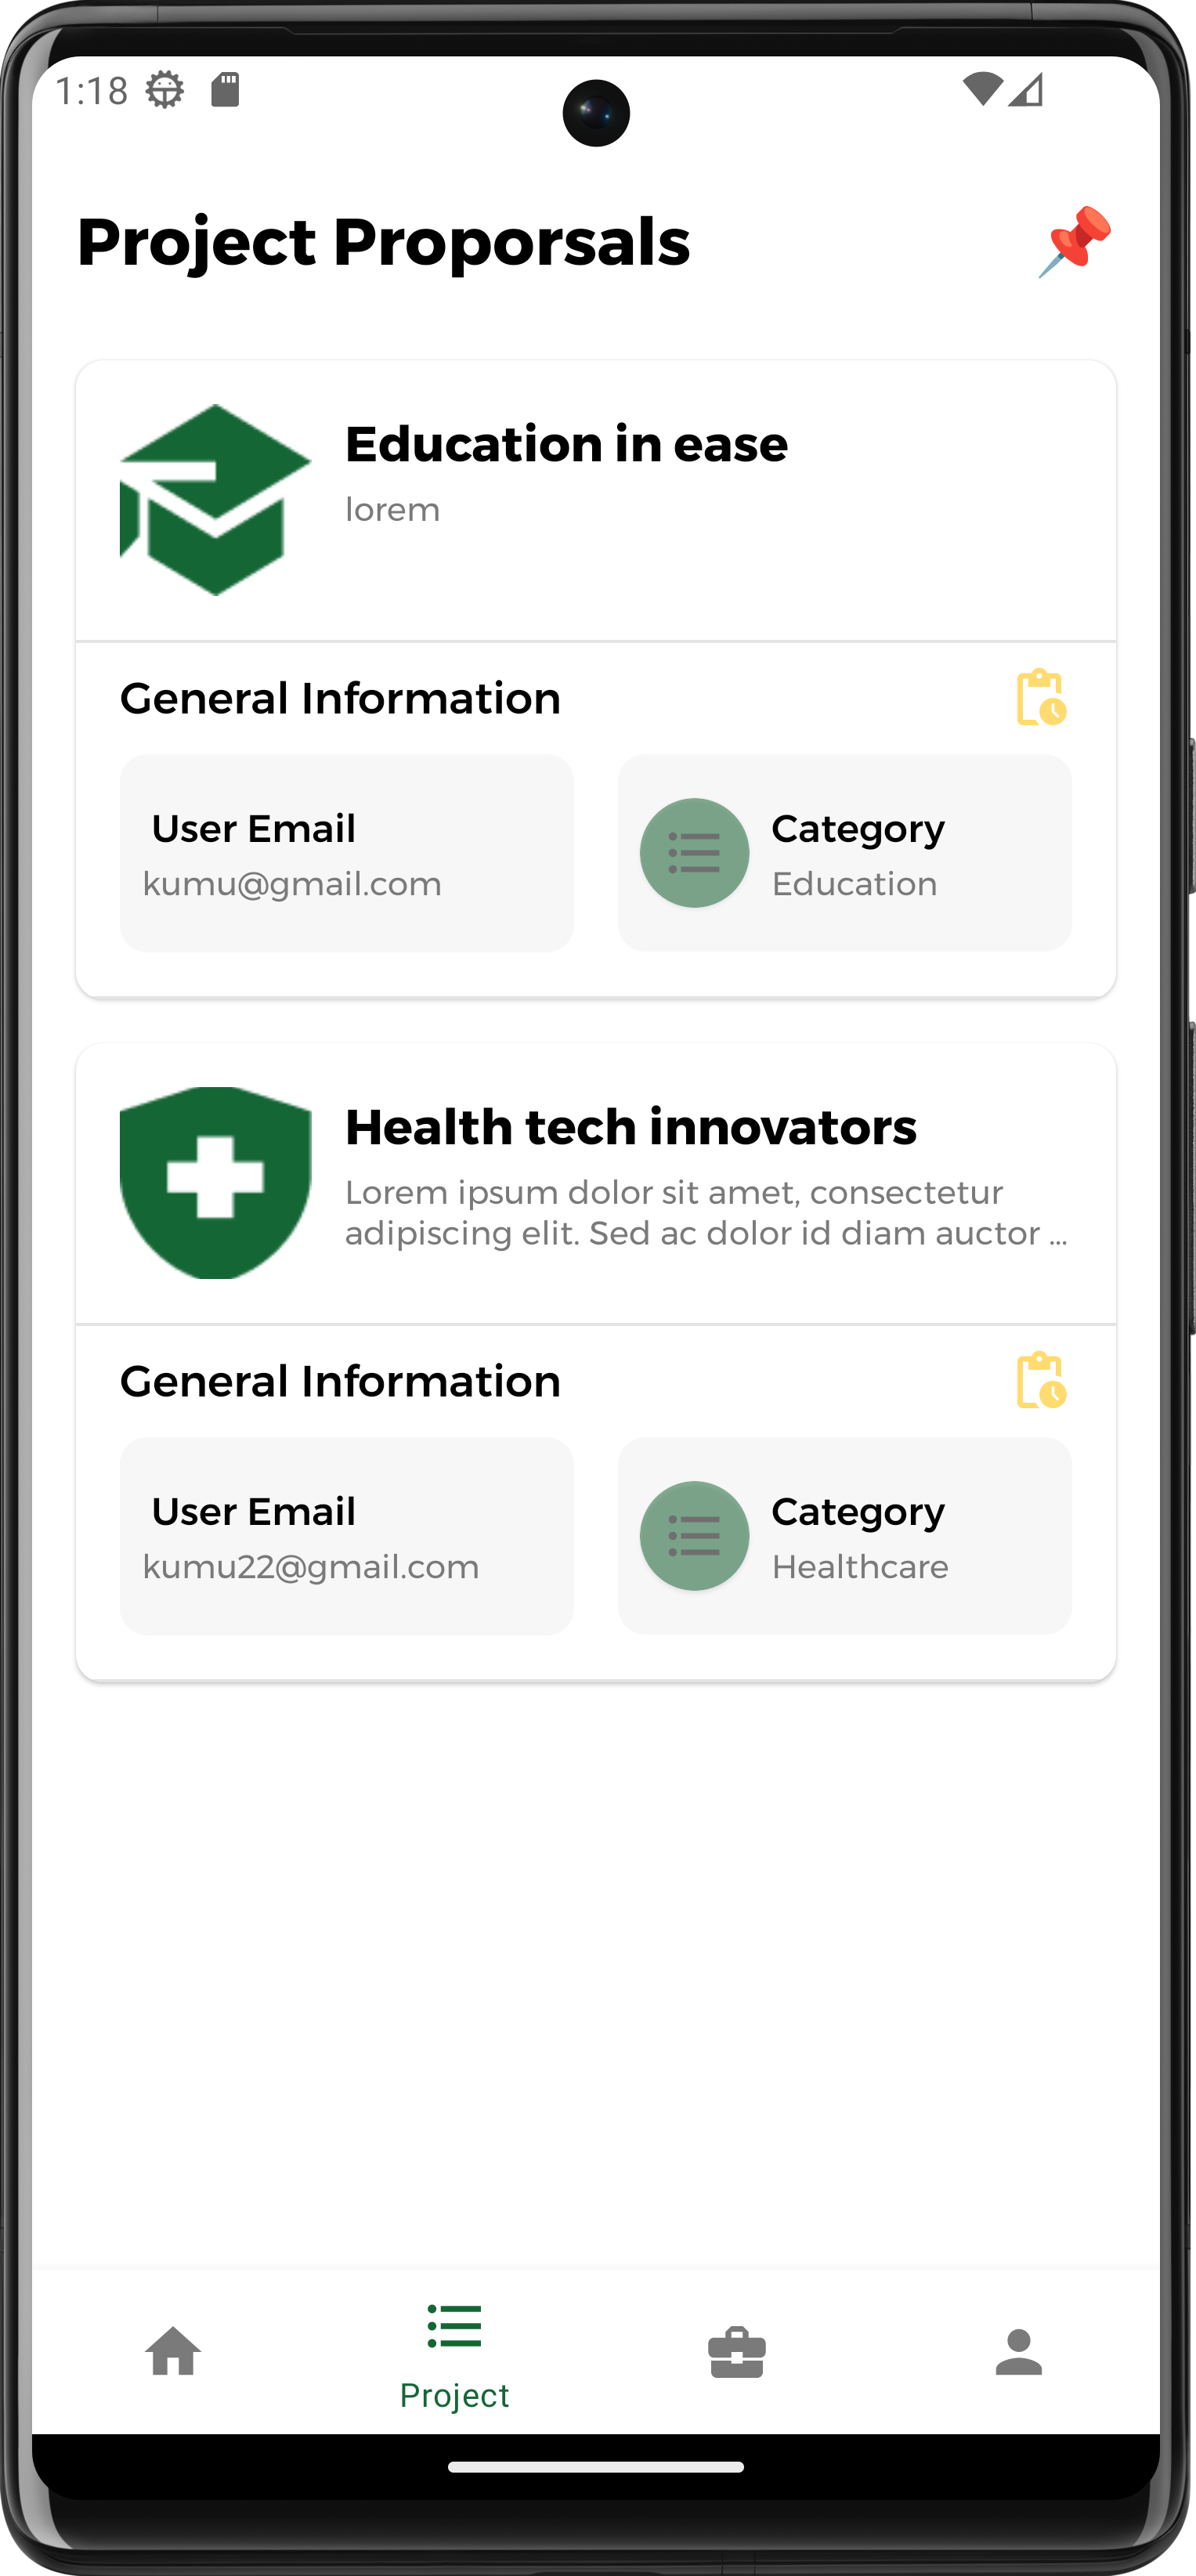 1:18
Project Proporsals
Education in ease
lorem
General Information
User Email
kumu@gmail.com
Category
Education
Health tech innovators
Lorem ipsum dolor sit amet, consectetur
adipiscing elit. Sed ac dolor id diam auctor ...
General Information
User Email
kumu22@gmail.com
Category
Healthcare
Project